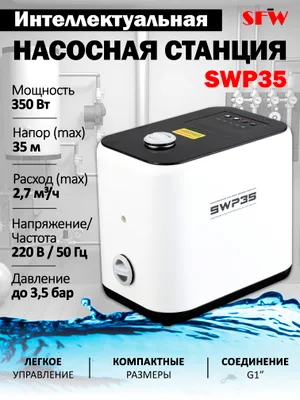 Интеллектуальная
SFW
НАСОСНАЯ СТАНЦИЯ
SWP35
Мощность
350 Вт
Напор (max)
35 м
Расход (max)
2,7 м³/ч
Напряжение/
Частота
220 В / 50 Гц
Давление
до 3,5 бар
SWP35
ЛЕГКОЕ
УПРАВЛЕНИЕ
КОМПАКТНЫЕ
РАЗМЕРЫ
СОЕДИНЕНИЕ
G1"